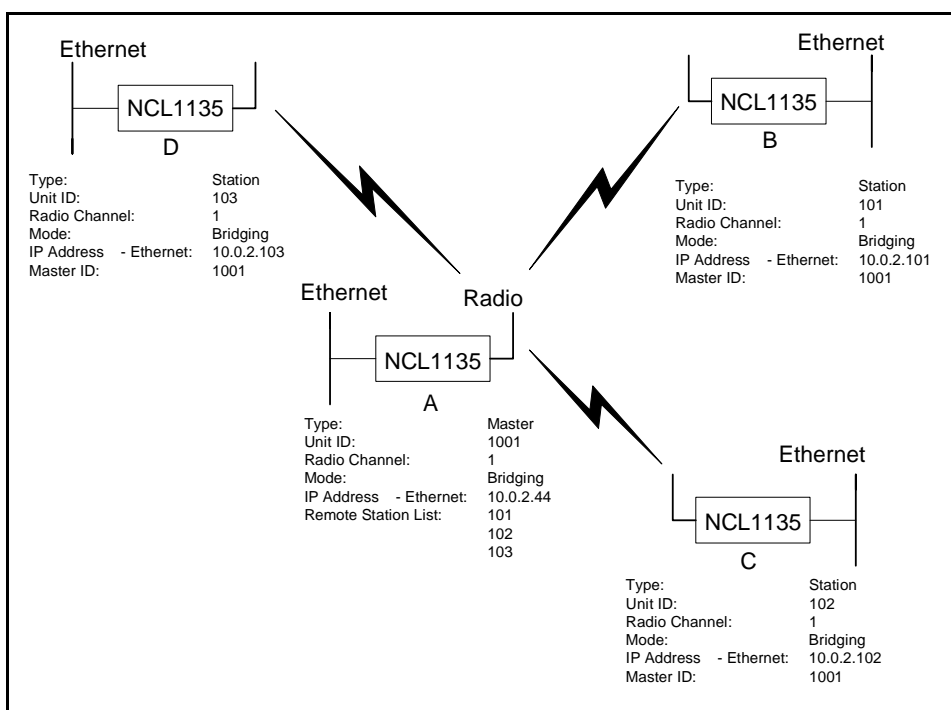 Ethernet
NCL1135
D
Type: Station
Unit ID: 103
Radio Channel: 1
Mode: Bridging
IP Address - Ethernet: 10.0.2.103
Master ID: 1001
Ethernet
NCL1135
B
Type: Station
Unit ID: 101
Radio Channel: 1
Mode: Bridging
IP Address - Ethernet: 10.0.2.101
Master ID: 1001
Ethernet
Radio
NCL1135
A
Type: Master
Unit ID: 1001
Radio Channel: 1
Mode: Bridging
IP Address - Ethernet: 10.0.2.44
Remote Station List: 101
102
103
Ethernet
NCL1135
C
Type: Station
Unit ID: 102
Radio Channel: 1
Mode: Bridging
IP Address - Ethernet: 10.0.2.102
Master ID: 1001